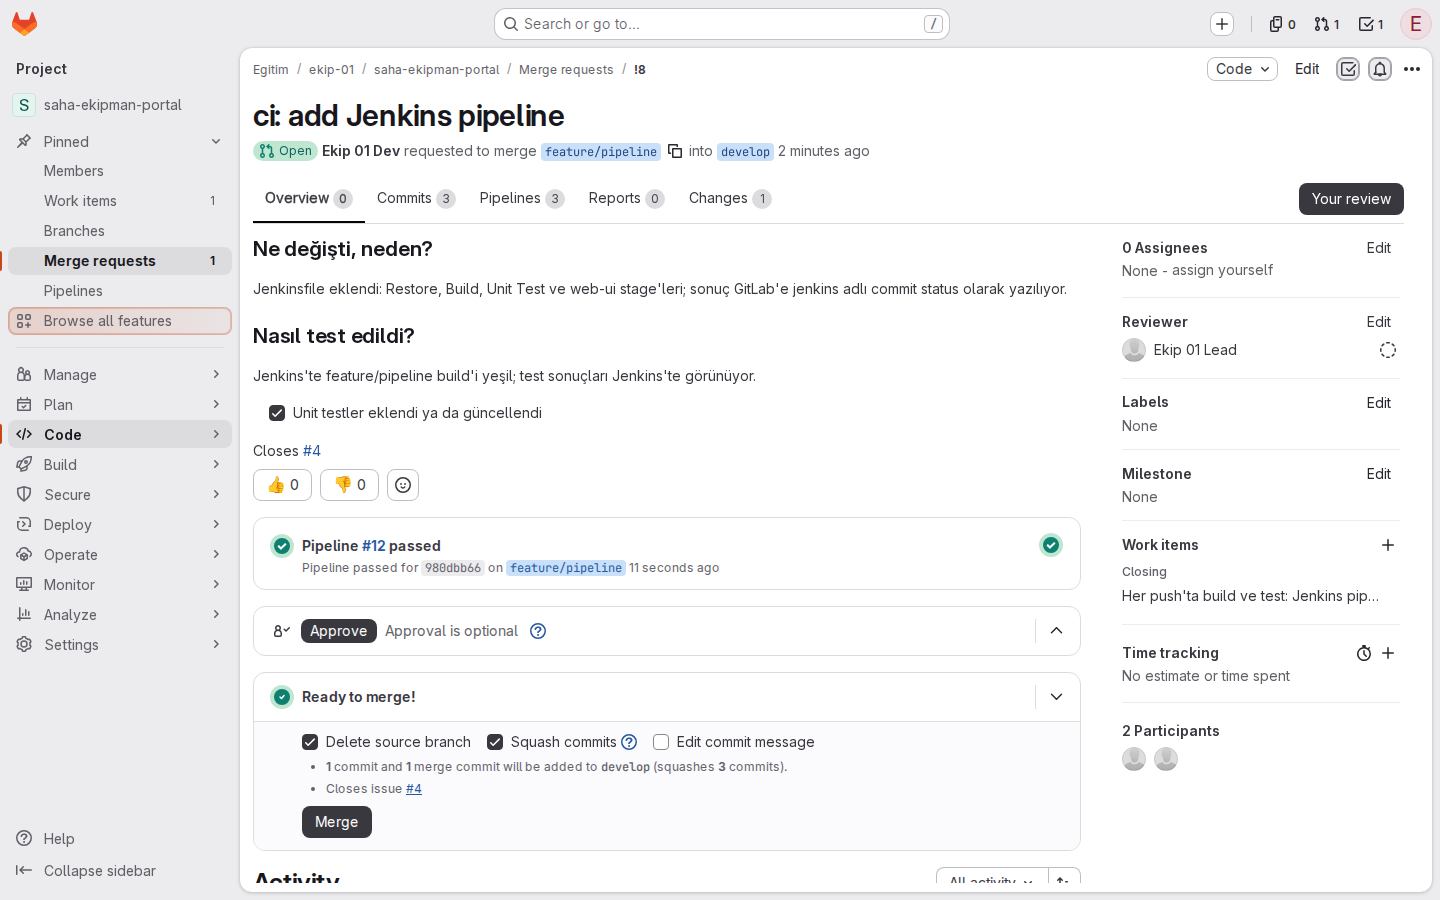 Search or go to...
/
0
1
1
E
Project
S
saha-ekipman-portal
Pinned
Members
Work items 1
Branches
Merge requests 1
Pipelines
Browse all features
Manage
Plan
Code
Build
Secure
Deploy
Operate
Monitor
Analyze
Settings
Help
Collapse sidebar
Egitim / ekip-01 / saha-ekipman-portal / Merge requests / !8
Code
Edit
ci: add Jenkins pipeline
Open Ekip 01 Dev requested to merge feature/pipeline into develop 2 minutes ago
Overview 0 Commits 3 Pipelines 3 Reports 0 Changes 1
Your review
Ne değişti, neden?
Jenkinsfile eklendi: Restore, Build, Unit Test ve web-ui stage'leri; sonuç GitLab'e jenkins adlı commit status olarak yazılıyor.
Nasıl test edildi?
Jenkins'te feature/pipeline build'i yeşil; test sonuçları Jenkins'te görünüyor.
Unit testler eklendi ya da güncellendi
Closes #4
👍 0 👎 0
Pipeline #12 passed
Pipeline passed for 980dbb66 on feature/pipeline 11 seconds ago
Approve Approval is optional
Ready to merge!
Delete source branch Squash commits Edit commit message
1 commit and 1 merge commit will be added to develop (squashes 3 commits).
Closes issue #4
Merge
Activity
All activity
0 Assignees Edit
None - assign yourself
Reviewer Edit
Ekip 01 Lead
Labels Edit
None
Milestone Edit
None
Work items
Closing
Her push'ta build ve test: Jenkins pip...
Time tracking
No estimate or time spent
2 Participants